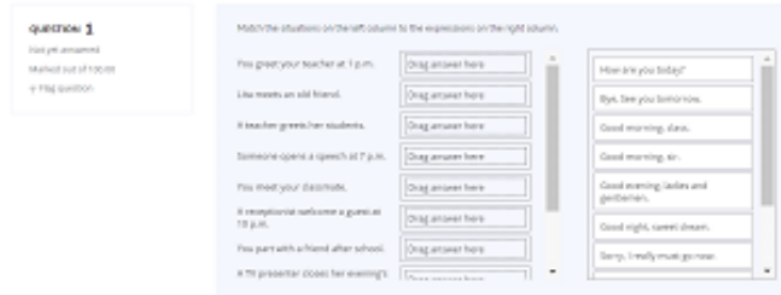 QUESTION 1
Not yet answered
Marked out of 100.00
Flag question
Match the situations on the left column to the expressions on the right column.
You greet your teacher at 1 p.m.
Drag answer here
Lisa meets an old friend.
Drag answer here
A teacher greets her students.
Drag answer here
Someone opens a speech at 7 p.m.
Drag answer here
You meet your classmate.
Drag answer here
A receptionist welcome a guest at
10 p.m.
Drag answer here
You part with a friend after school.
Drag answer here
A TV presenter closes her evening's
Drag answer here
How are you today?
Bye. See you tomorrow.
Good morning, class.
Good morning, sir.
Good evening, ladies and
gentlemen.
Good night, sweet dream.
Sorry, I really must go now.